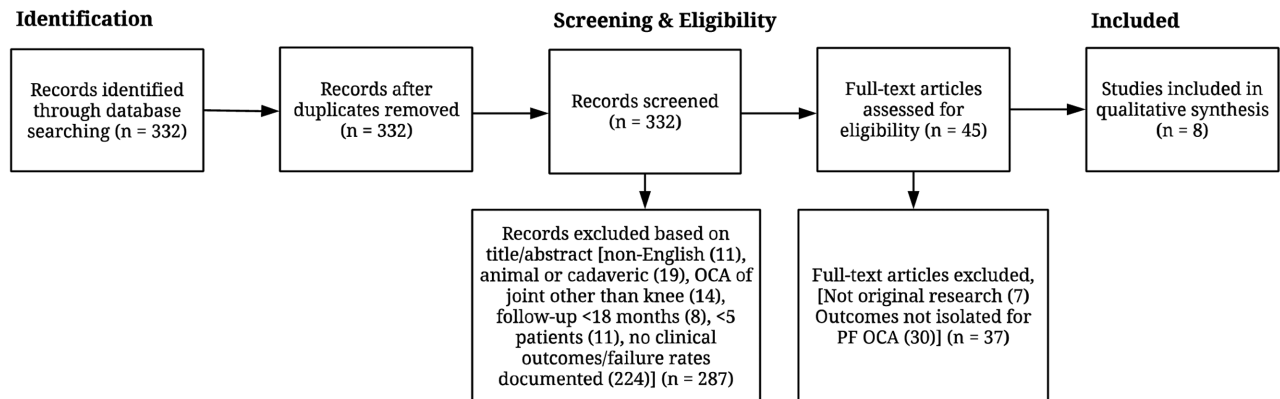 Identification
Screening & Eligibility
Included
Records identified
through database
searching (n = 332)
Records after
duplicates removed
(n = 332)
Records screened
(n = 332)
Full-text articles
assessed for
eligibility (n = 45)
Studies included in
qualitative synthesis
(n = 8)
Records excluded based on
title/abstract [non-English (11),
animal or cadaveric (19), OCA of
joint other than knee (14),
follow-up <18 months (8), <5
patients (11), no clinical
outcomes/failure rates
documented (224)] (n = 287)
Full-text articles excluded,
[Not original research (7)
Outcomes not isolated for
PF OCA (30)] (n = 37)